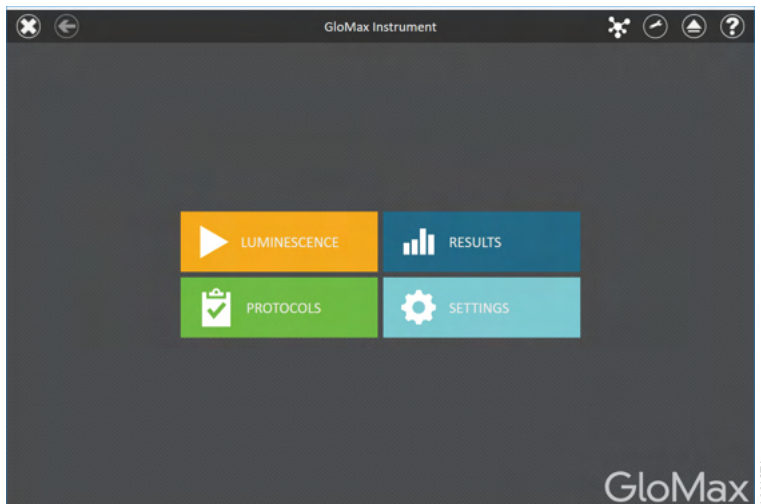 GloMax Instrument
LUMINESCENCE
RESULTS
PROTOCOLS
SETTINGS
GloMax